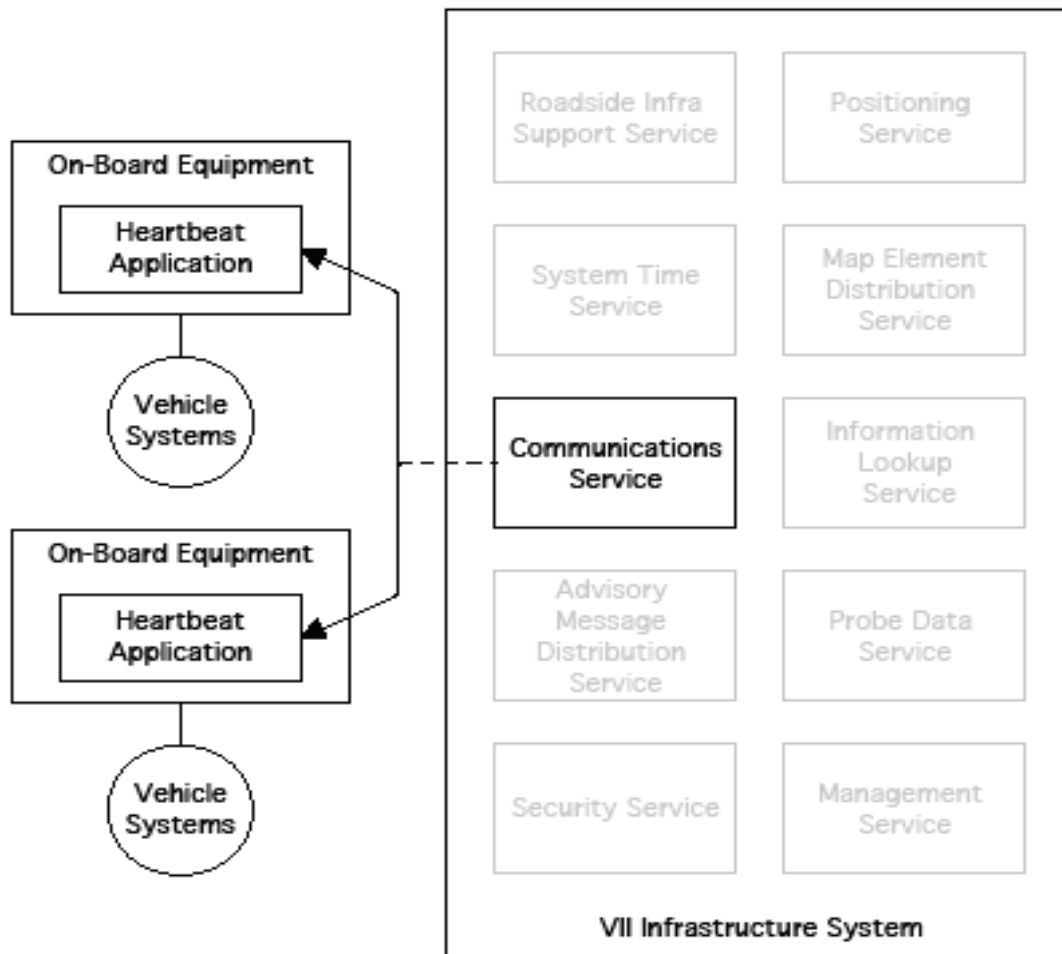 On-Board Equipment
Heartbeat
Application
Vehicle
Systems
On-Board Equipment
Heartbeat
Application
Vehicle
Systems
Roadside Infra
Support Service
Positioning
Service
System Time
Service
Map Element
Distribution
Service
Communications
Service
Information
Lookup
Service
Advisory
Message
Distribution
Service
Probe Data
Service
Security Service
Management
Service
VII Infrastructure System